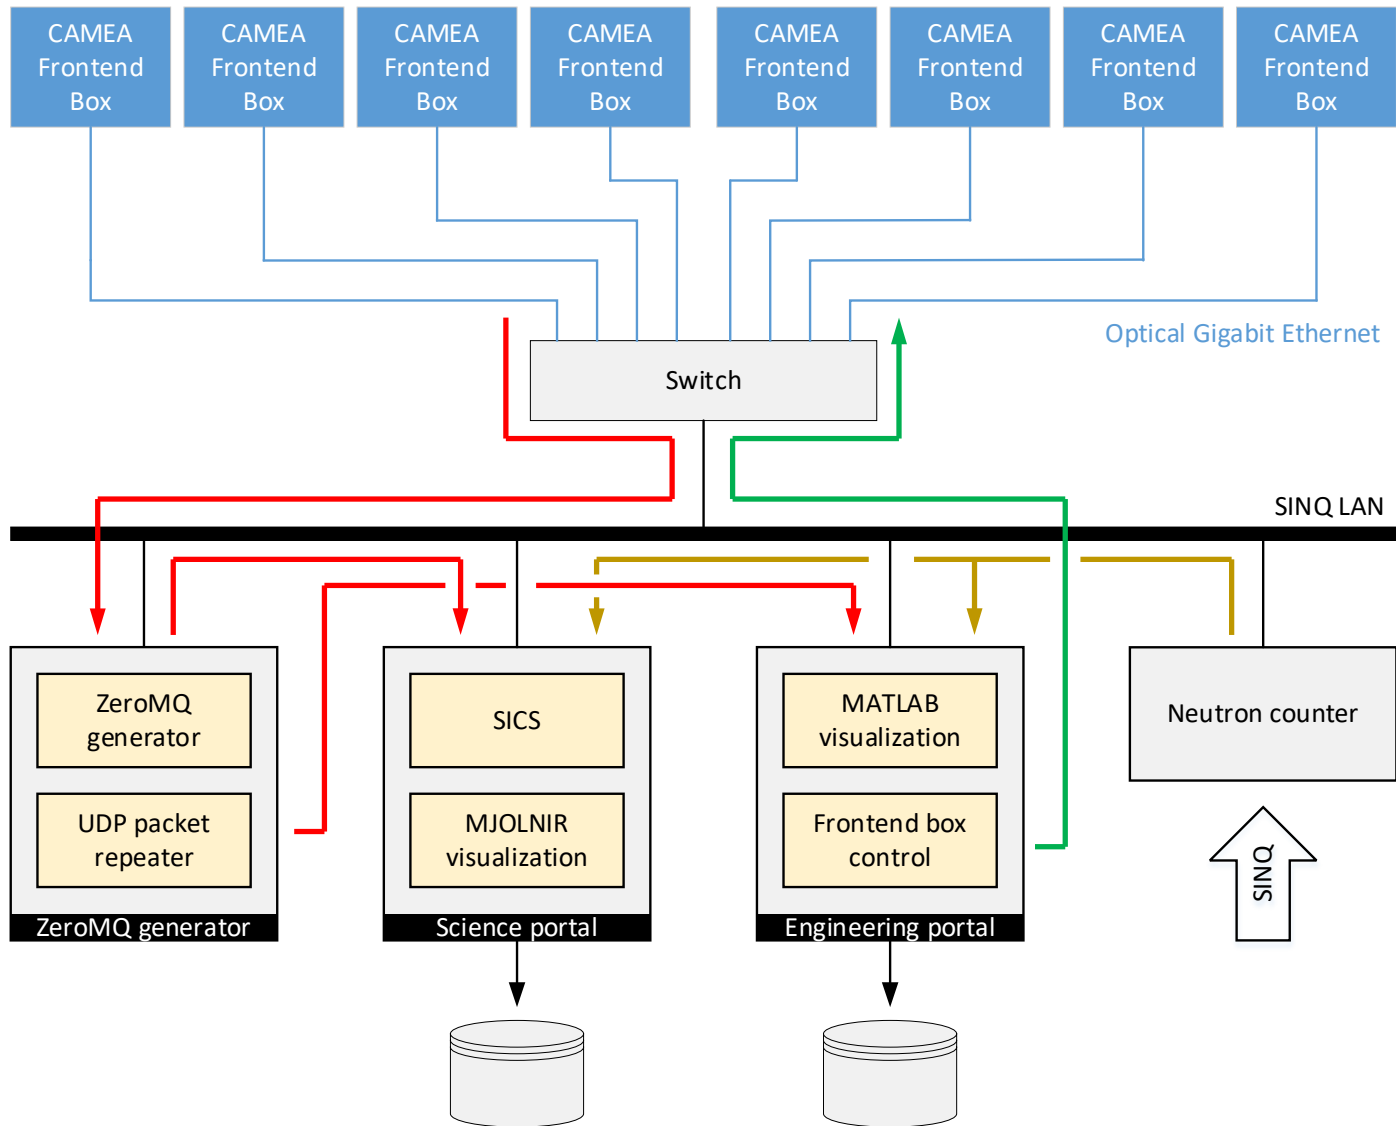 CAMEA
Frontend
Box
CAMEA
Frontend
Box
CAMEA
Frontend
Box
CAMEA
Frontend
Box
CAMEA
Frontend
Box
CAMEA
Frontend
Box
CAMEA
Frontend
Box
CAMEA
Frontend
Box
Optical Gigabit Ethernet
Switch
SINQ LAN
ZeroMQ
generator
UDP packet
repeater
ZeroMQ generator
SICS
MJOLNIR
visualization
Science portal
MATLAB
visualization
Frontend box
control
Engineering portal
Neutron counter
SINQ